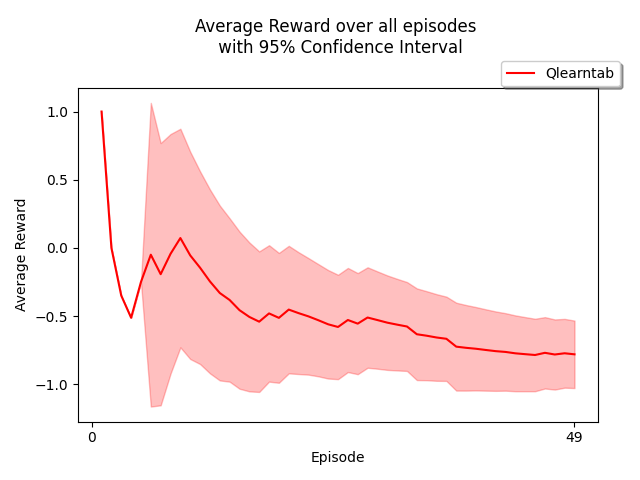 Average Reward over all episodes
with 95% Confidence Interval
Qlearntab
1.0
0.5
0.0
−0.5
−1.0
Average Reward
0
49
Episode